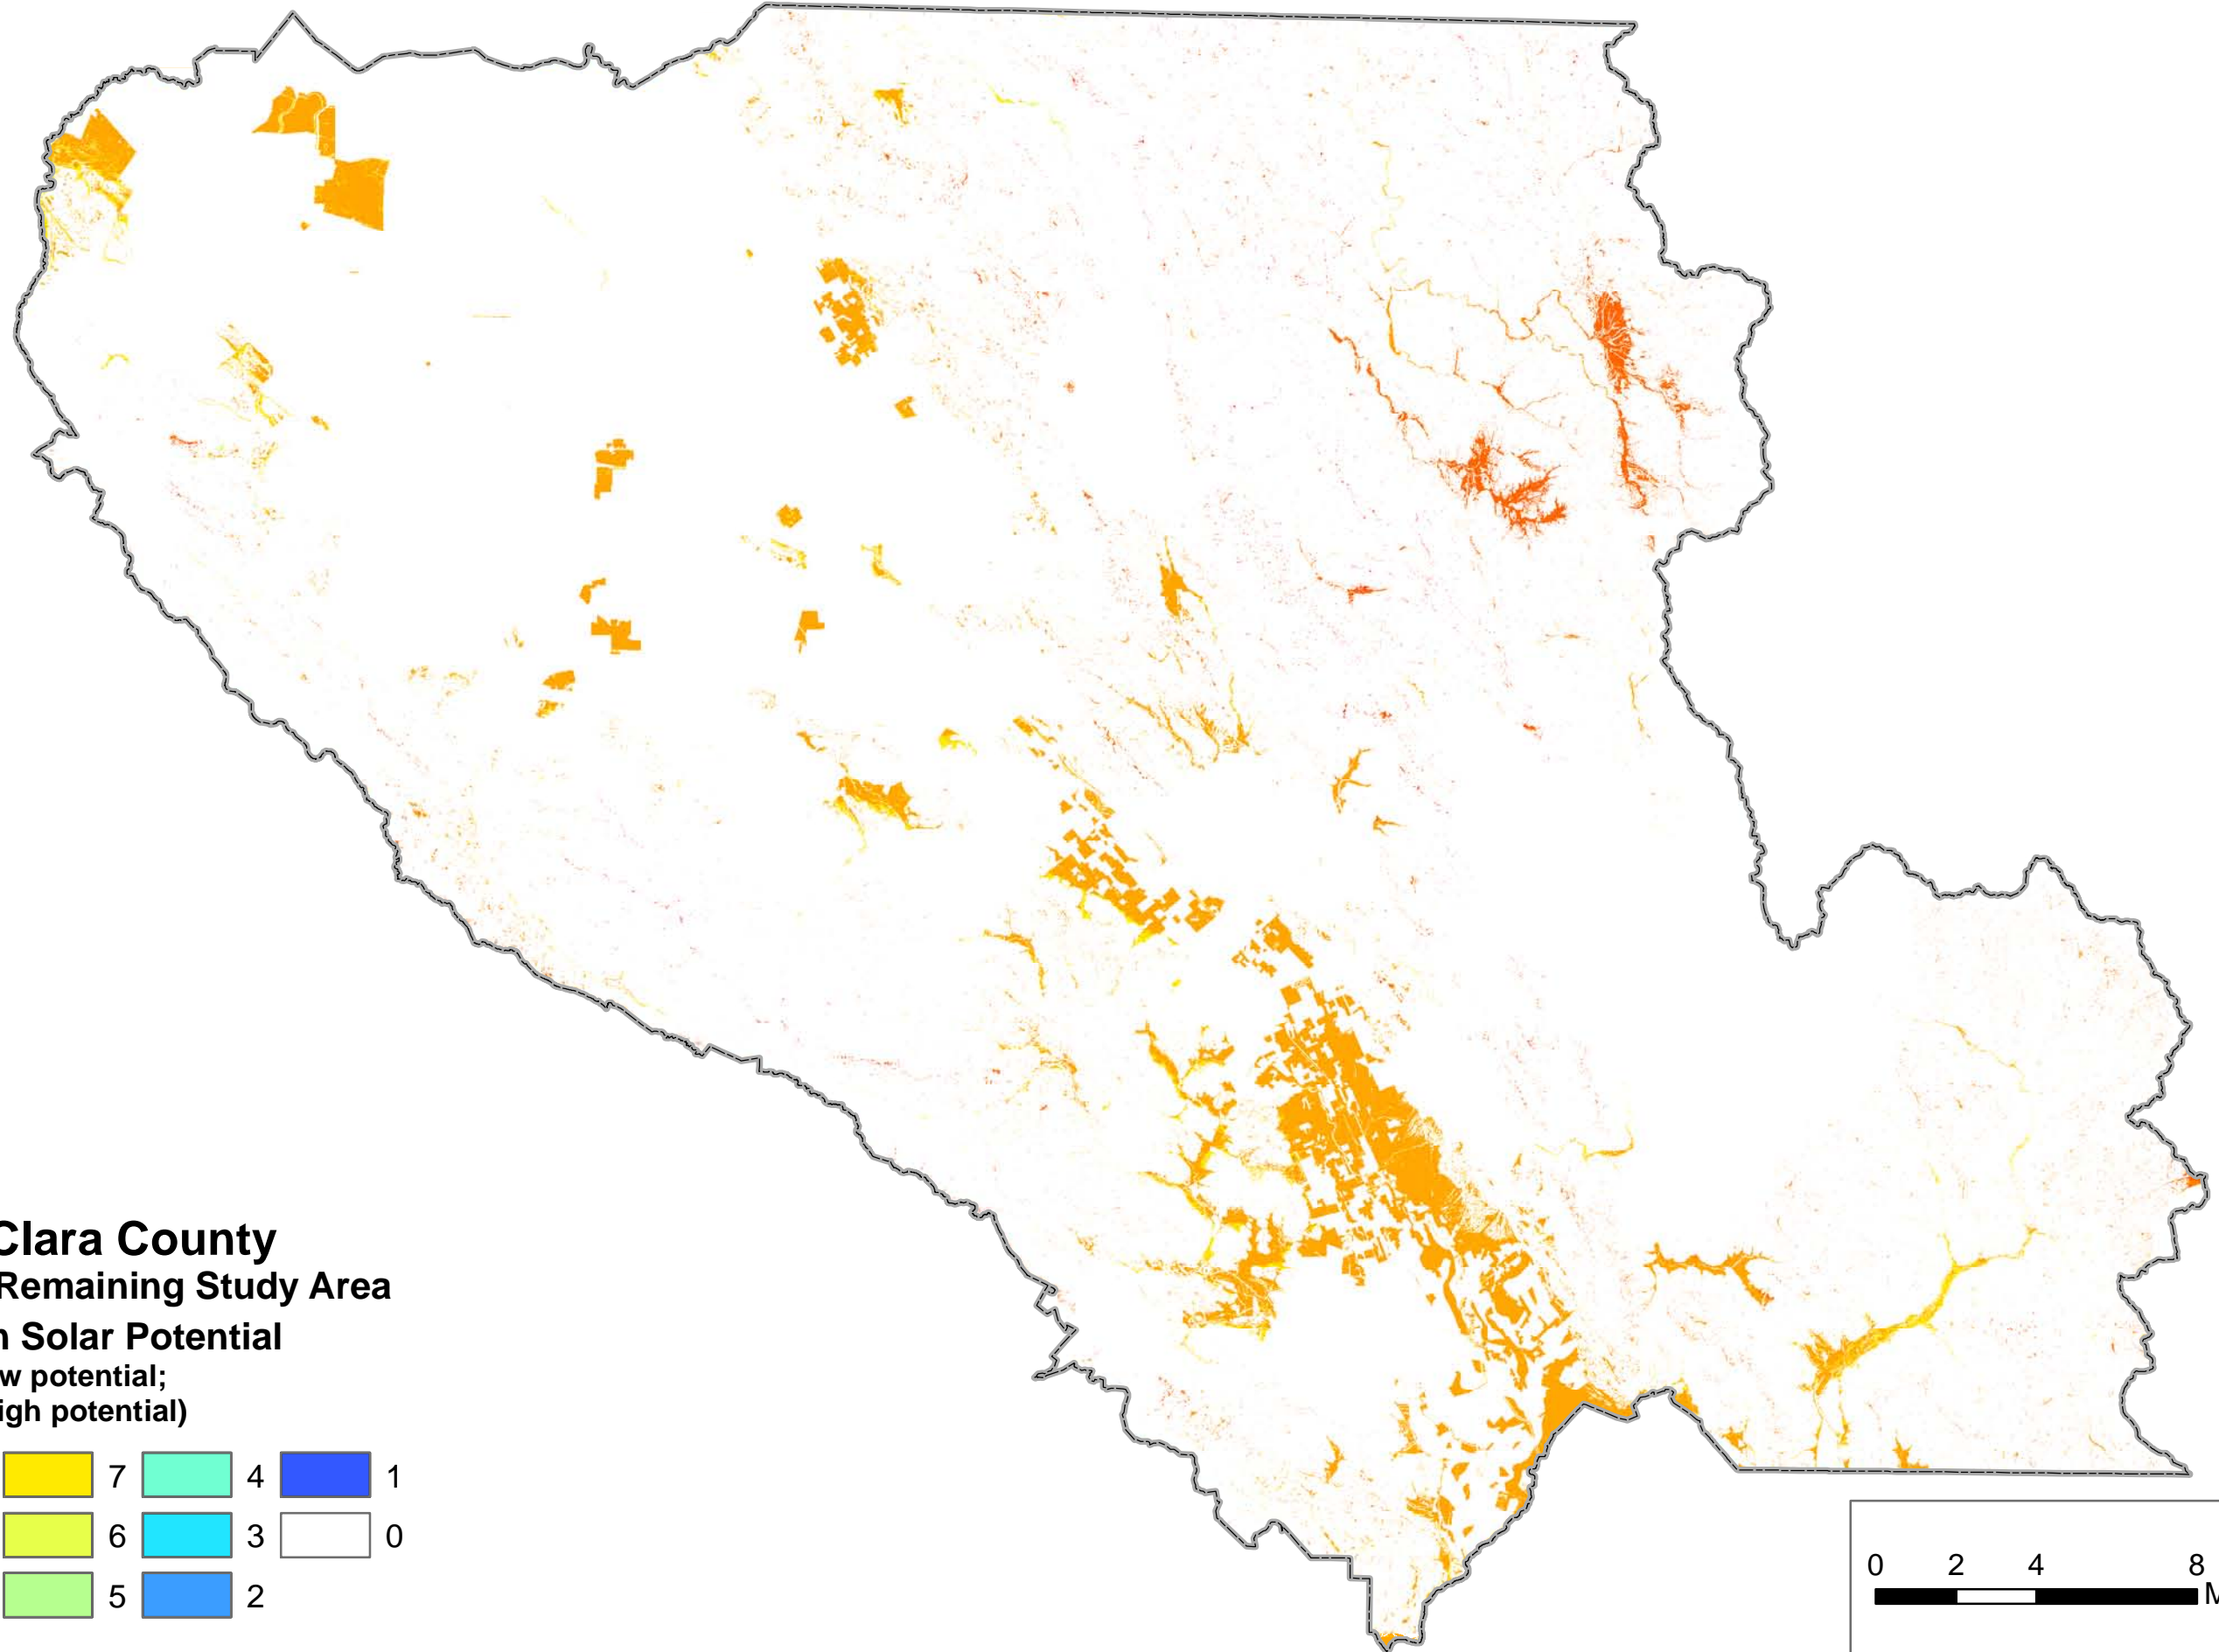 Clara County
Remaining Study Area
n Solar Potential
w potential;
igh potential)
7 4 1
6 3 0
5 2
0 2 4 8
M